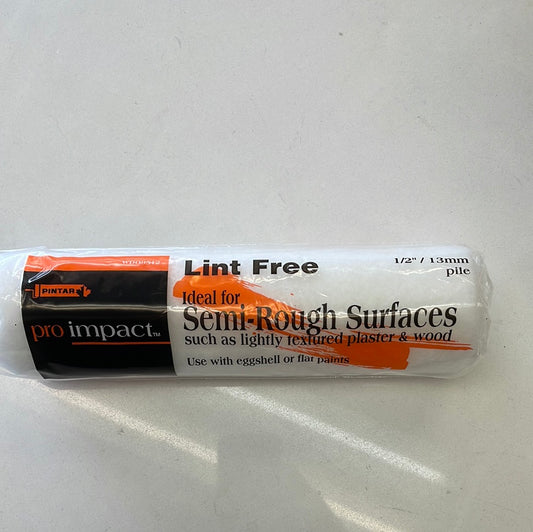 Lint Free
1/2" / 13mm
pile
PINTAR
Ideal for
Semi-Rough Surfaces
pro impact™
such as lightly textured plaster & wood
Use with eggshell or flat paints